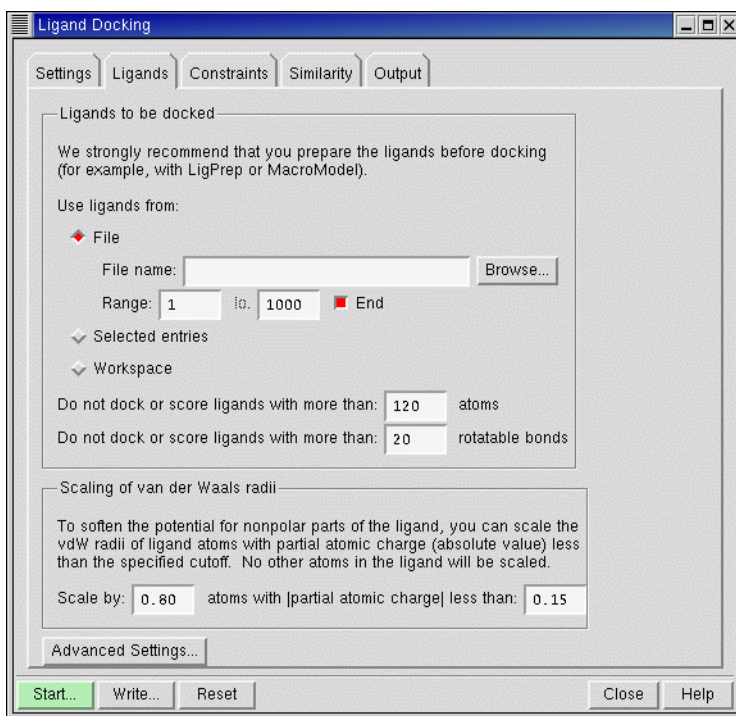 Ligand Docking
Settings Ligands Constraints Similarity Output
Ligands to be docked
We strongly recommend that you prepare the ligands before docking
(for example, with LigPrep or MacroModel).
Use ligands from:
File
File name: Browse...
Range: 1 to: 1000 End
Selected entries
Workspace
Do not dock or score ligands with more than: 120 atoms
Do not dock or score ligands with more than: 20 rotatable bonds
Scaling of van der Waals radii
To soften the potential for nonpolar parts of the ligand, you can scale the
vdW radii of ligand atoms with partial atomic charge (absolute value) less
than the specified cutoff. No other atoms in the ligand will be scaled.
Scale by: 0.80 atoms with |partial atomic charge| less than: 0.15
Advanced Settings...
Start... Write... Reset Close Help